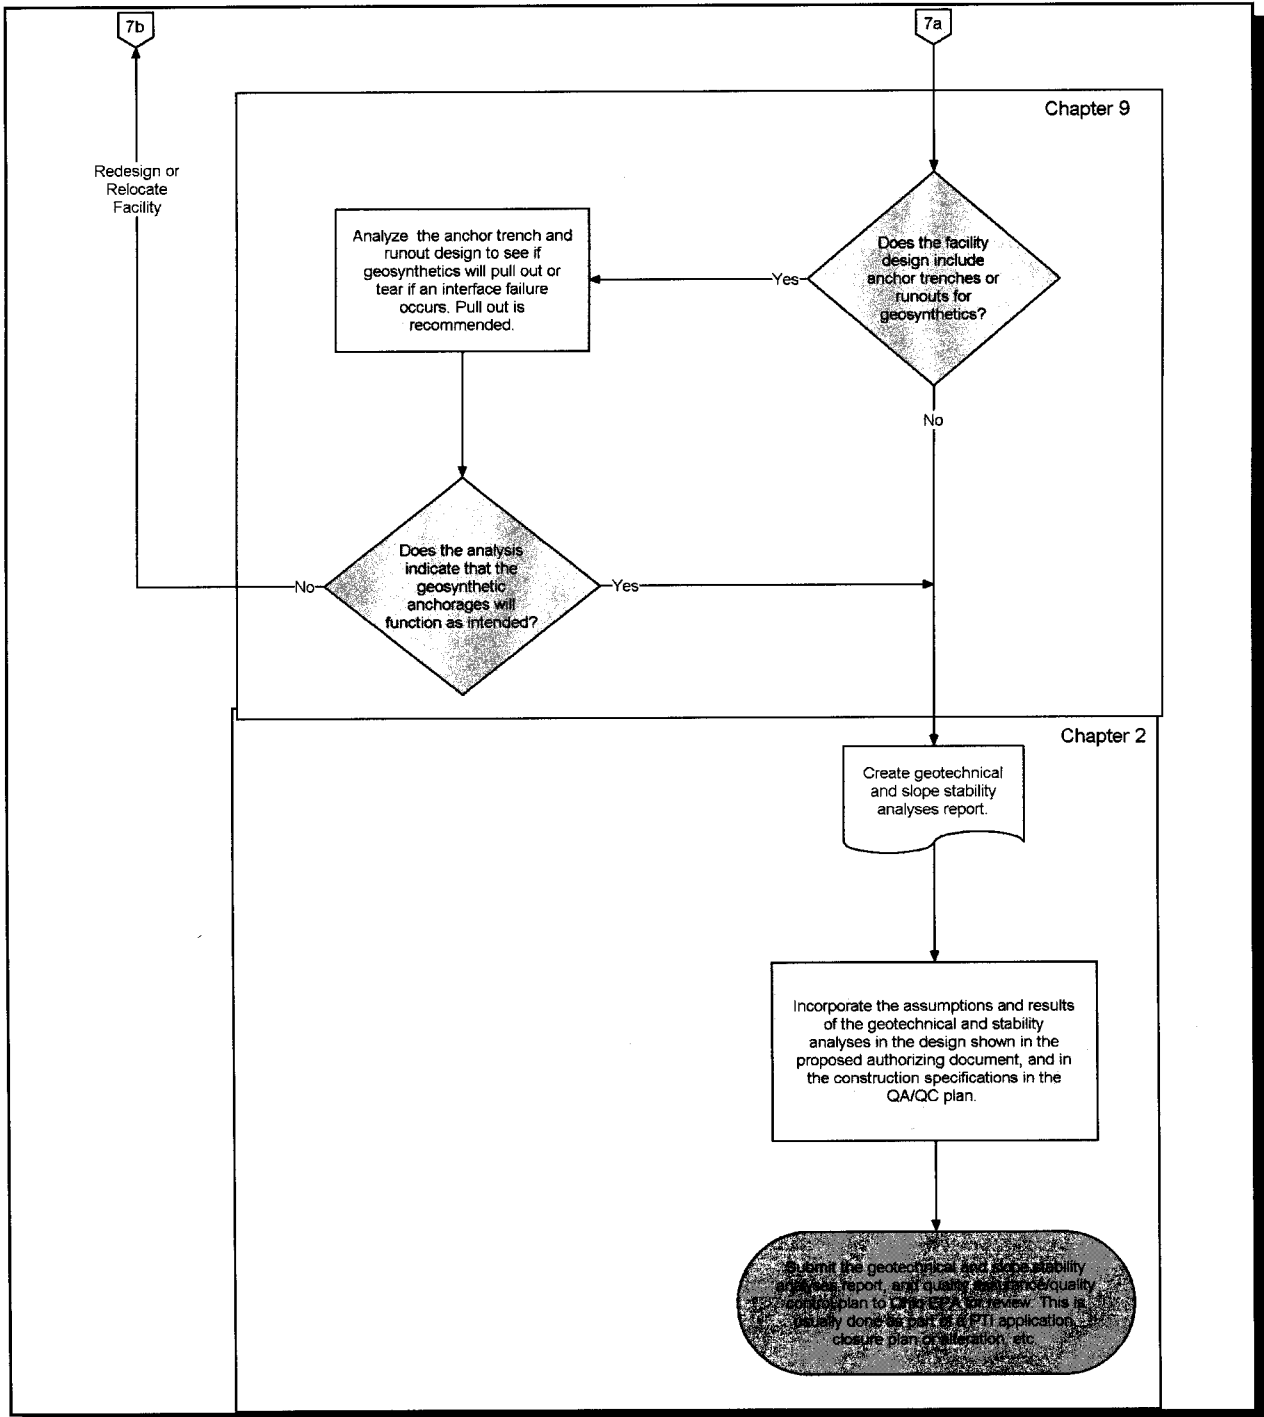 7b
7a
Chapter 9
Redesign or
Relocate
Facility
Analyze the anchor trench and
runout design to see if
geosynthetics will pull out or
tear if an interface failure
occurs. Pull out is
recommended.
Yes
Does the facility
design include
anchor trenches or
runouts for
geosynthetics?
No
Does the analysis
indicate that the
geosynthetic
anchorages will
function as intended?
No
Yes
Chapter 2
Create geotechnical
and slope stability
analyses report.
Incorporate the assumptions and results
of the geotechnical and stability
analyses in the design shown in the
proposed authorizing document, and in
the construction specifications in the
QA/QC plan.
Submit the geotechnical and slope stability
analyses report, and quality assurance/quality
control plan to Ohio EPA for review. This is
usually done as part of a PTI application,
closure plan or alteration, etc.